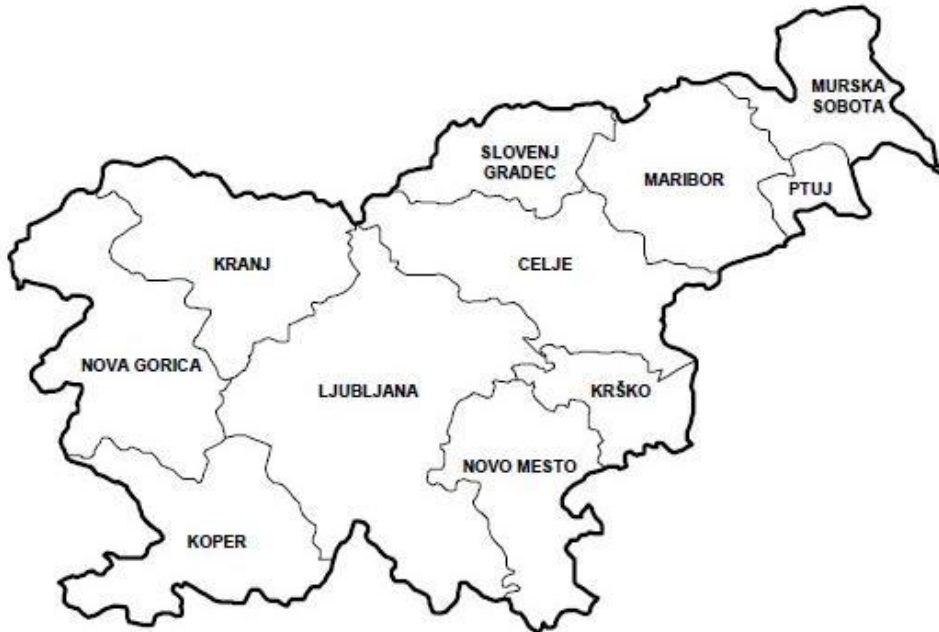 MURSKA
SOBOTA
SLOVENJ
GRADEC
MARIBOR
PTUJ
KRANJ
CELJE
NOVA GORICA
LJUBLJANA
KRŠKO
NOVO MESTO
KOPER